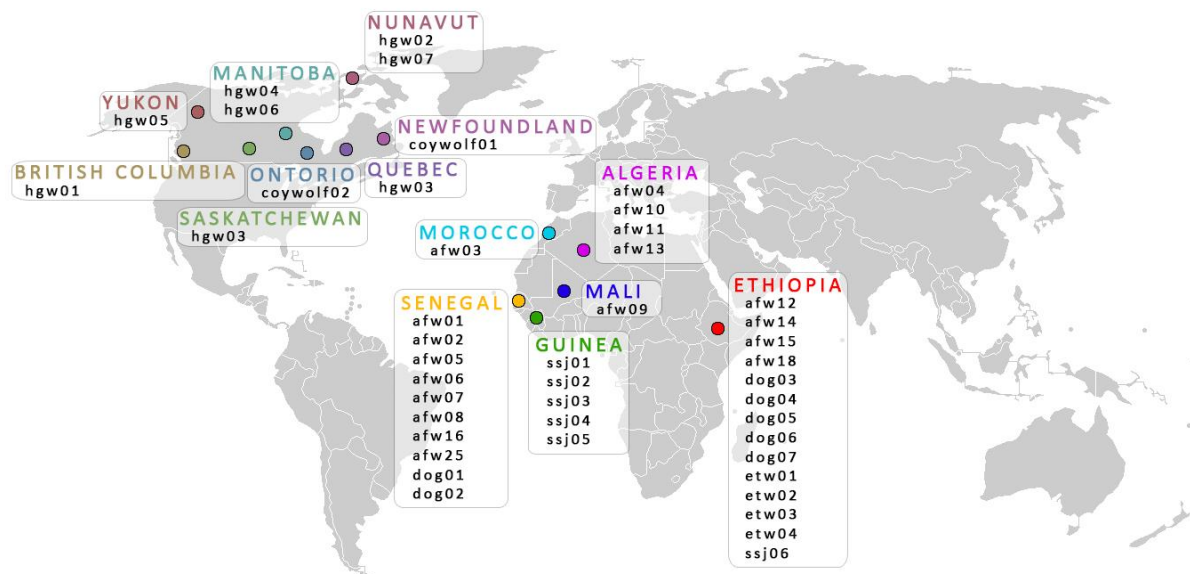 NUNAVUT
hgw02
hgw07
MANITOBA
hgw04
hgw06
YUKON
hgw05
NEWFOUNDLAND
coywolf01
BRITISH COLUMBIA
hgw01
ONTORIO
coywolf02
QUEBEC
hgw03
SASKATCHEWAN
hgw03
ALGERIA
afw04
afw10
afw11
afw13
MOROCCO
afw03
MALI
afw09
SENEGAL
afw01
afw02
afw05
afw06
afw07
afw08
afw16
afw25
dog01
dog02
GUINEA
ssj01
ssj02
ssj03
ssj04
ssj05
ETHIOPIA
afw12
afw14
afw15
afw18
dog03
dog04
dog05
dog06
dog07
etw01
etw02
etw03
etw04
ssj06